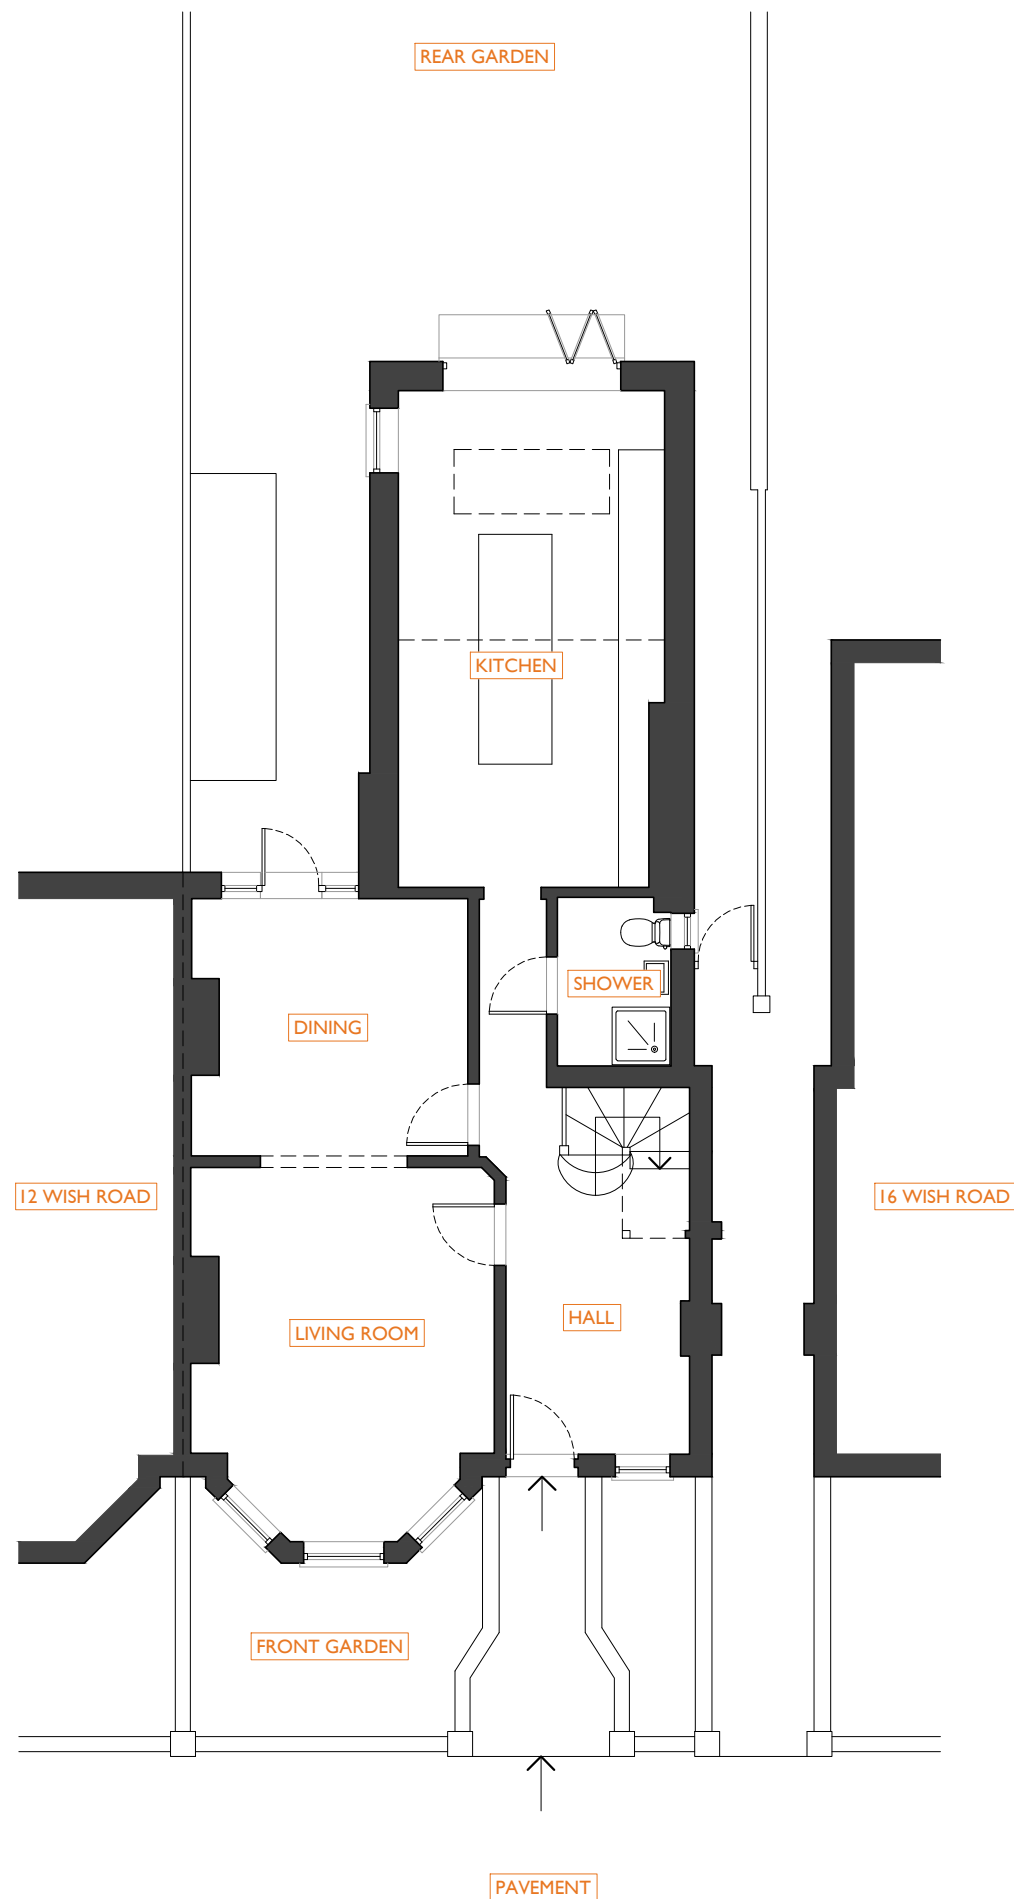 REAR GARDEN
KITCHEN
SHOWER
DINING
12 WISH ROAD
16 WISH ROAD
HALL
LIVING ROOM
FRONT GARDEN
PAVEMENT